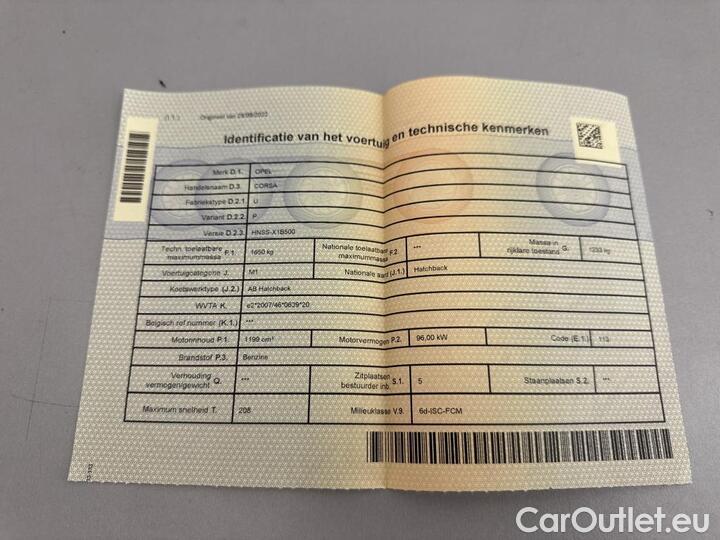 (I.1.) Origineel van 29/08/2022
Identificatie van het voertuig en technische kenmerken
Merk D.1. OPEL
Handelsnaam D.3. CORSA
Fabriekstype D.2.1. U
Variant D.2.2. P
Versie D.2.3. HNSS-X1B500
Techn. toelaatbare maximummassa F.1. 1650 kg Nationale toelaatbare maximummassa F.2. *** Massa in rijklare toestand G. 1233 kg
Voertuigcategorie J. M1 Nationale aard (J.1.) Hatchback
Koetswerktype (J.2.) AB Hatchback
WVTA K. e2*2007/46*0639*20
Belgisch ref nummer (K.1.) ***
Motorinhoud P.1. 1199 cm³ Motorvermogen P.2. 96,00 kW Code (E.1.) 113
Brandstof P.3. Benzine
Verhouding vermogen/gewicht Q. *** Zitplaatsen bestuurder inb. S.1. 5 Staanplaatsen S.2. ***
Maximum snelheid T. 208 Milieuklasse V.9. 6d-ISC-FCM
CarOutlet.eu